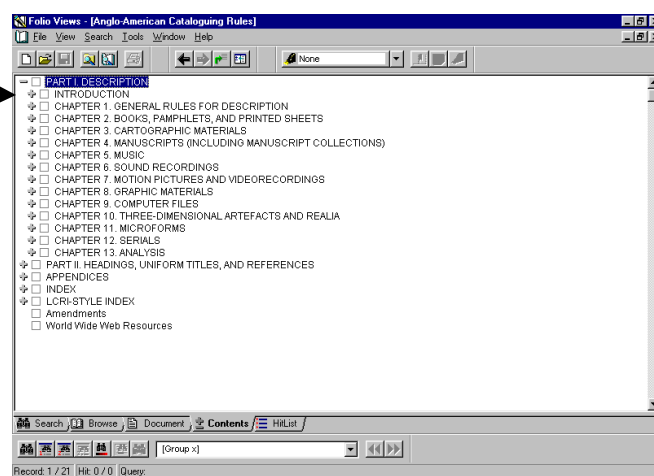 Folio Views - [Anglo-American Cataloguing Rules]
File View Search Tools Window Help
None
PART I. DESCRIPTION
INTRODUCTION
CHAPTER 1. GENERAL RULES FOR DESCRIPTION
CHAPTER 2. BOOKS, PAMPHLETS, AND PRINTED SHEETS
CHAPTER 3. CARTOGRAPHIC MATERIALS
CHAPTER 4. MANUSCRIPTS (INCLUDING MANUSCRIPT COLLECTIONS)
CHAPTER 5. MUSIC
CHAPTER 6. SOUND RECORDINGS
CHAPTER 7. MOTION PICTURES AND VIDEORECORDINGS
CHAPTER 8. GRAPHIC MATERIALS
CHAPTER 9. COMPUTER FILES
CHAPTER 10. THREE-DIMENSIONAL ARTEFACTS AND REALIA
CHAPTER 11. MICROFORMS
CHAPTER 12. SERIALS
CHAPTER 13. ANALYSIS
PART II. HEADINGS, UNIFORM TITLES, AND REFERENCES
APPENDICES
INDEX
LCRI-STYLE INDEX
Amendments
World Wide Web Resources
Search Browse Document Contents HitList
[Group x]
Record: 1 / 21 Hit: 0 / 0 Query: